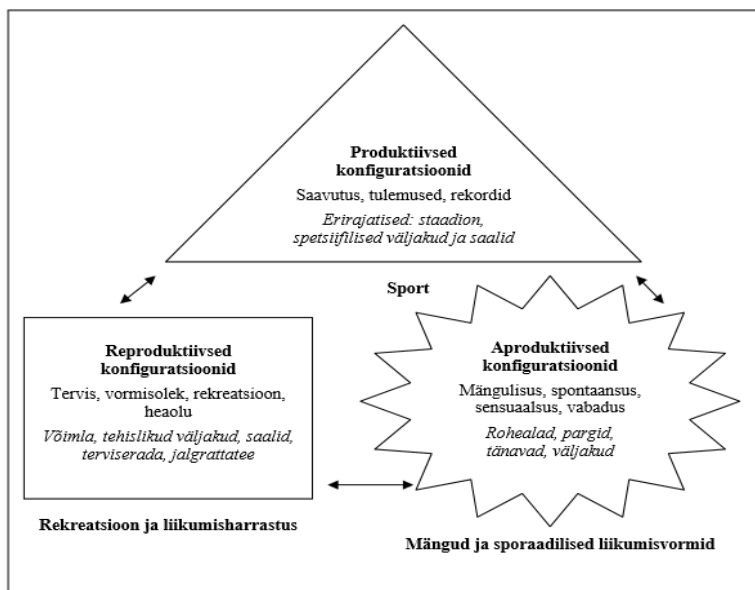 Produktiivsed
konfiguratsioonid
Saavutus, tulemused, rekordid
Erirajatised: staadion,
spetsiifilised väljakud ja saalid
Sport
Reproduktiivsed
konfiguratsioonid
Tervis, vormisolek, rekreatsioon,
heaolu
Võimla, tehislikud väljakud, saalid,
terviserada, jalgrattatee
Rekreatsioon ja liikumisharrastus
Aproduktiivsed
konfiguratsioonid
Mängulisus, spontaansus,
sensuaalsus, vabadus
Rohealad, pargid,
tänavad, väljakud
Mängud ja sporaadilised liikumisvormid